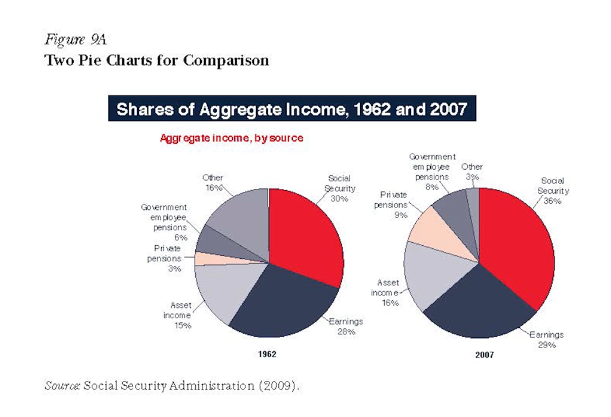 Figure 9A
Two Pie Charts for Comparison
Shares of Aggregate Income, 1962 and 2007
Aggregate income, by source
Other
16%
Social
Security
30%
Government
employee
pensions
6%
Private
pensions
3%
Asset
income
15%
Earnings
28%
1962
Government
employee
pensions
8%
Other
3%
Social
Security
36%
Private
pensions
9%
Asset
income
16%
Earnings
29%
2007
Source: Social Security Administration (2009).